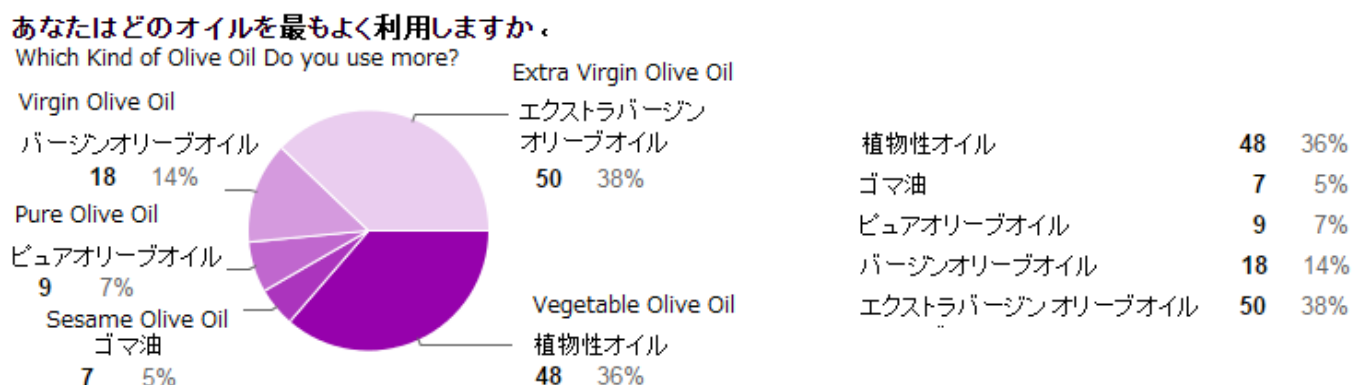 あなたはどのオイルを最もよく利用しますか。
Which Kind of Olive Oil Do you use more?
Extra Virgin Olive Oil
エクストラバージン
オリーブオイル
50 38%
Virgin Olive Oil
バージンオリーブオイル
18 14%
Pure Olive Oil
ピュアオリーブオイル
9 7%
Sesame Olive Oil
ゴマ油
7 5%
Vegetable Olive Oil
植物性オイル
48 36%
植物性オイル 48 36%
ゴマ油 7 5%
ピュアオリーブオイル 9 7%
バージンオリーブオイル 18 14%
エクストラバージン オリーブオイル 50 38%